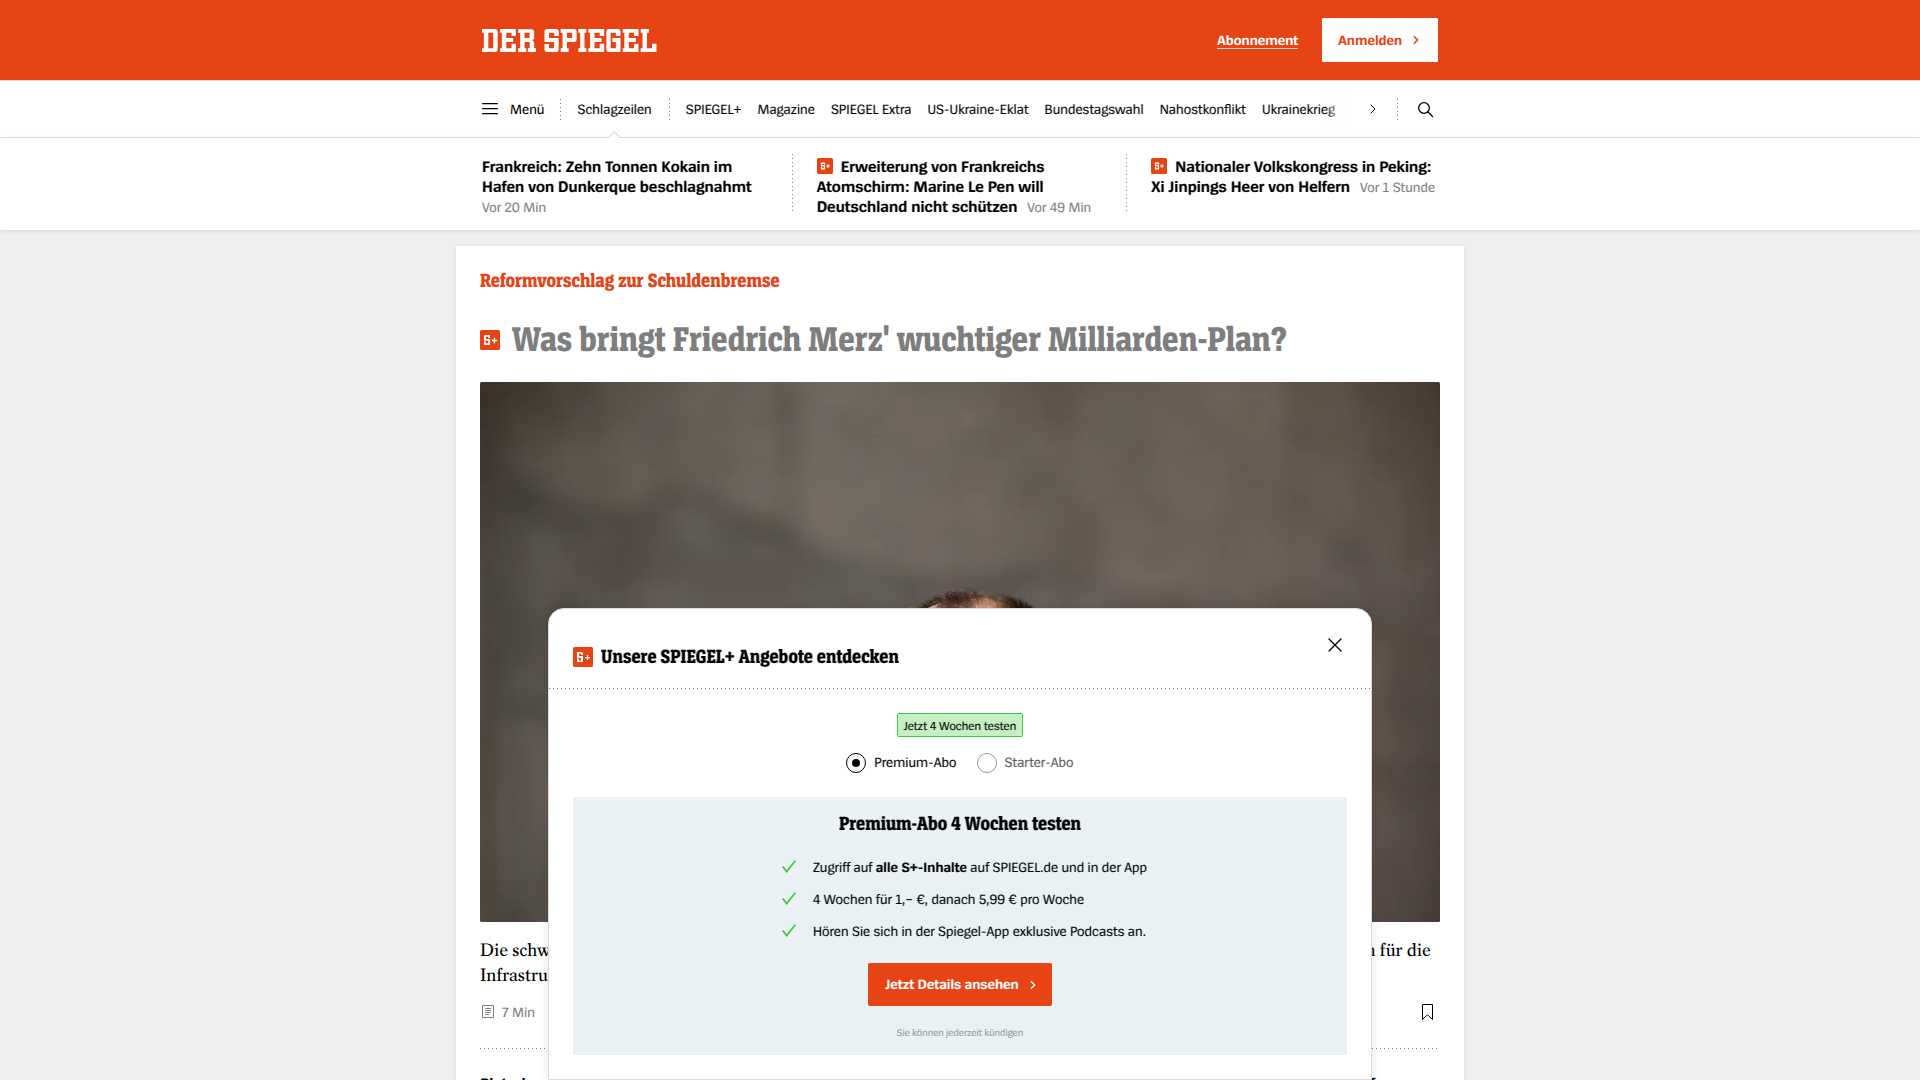 DER SPIEGEL
Abonnement
Anmelden
Menü
Schlagzeilen
SPIEGEL+
Magazine
SPIEGEL Extra
US-Ukraine-Eklat
Bundestagswahl
Nahostkonflikt
Ukrainekrieg
Frankreich: Zehn Tonnen Kokain im
Hafen von Dunkerque beschlagnahmt
Vor 20 Min
S+ Erweiterung von Frankreichs
Atomschirm: Marine Le Pen will
Deutschland nicht schützen Vor 49 Min
S+ Nationaler Volkskongress in Peking:
Xi Jinpings Heer von Helfern Vor 1 Stunde
Reformvorschlag zur Schuldenbremse
S+ Was bringt Friedrich Merz' wuchtiger Milliarden-Plan?
S+ Unsere SPIEGEL+ Angebote entdecken
Jetzt 4 Wochen testen
Premium-Abo
Starter-Abo
Premium-Abo 4 Wochen testen
Zugriff auf alle S+-Inhalte auf SPIEGEL.de und in der App
4 Wochen für 1,– €, danach 5,99 € pro Woche
Hören Sie sich in der Spiegel-App exklusive Podcasts an.
Jetzt Details ansehen
Sie können jederzeit kündigen
Die
für die
7 Min